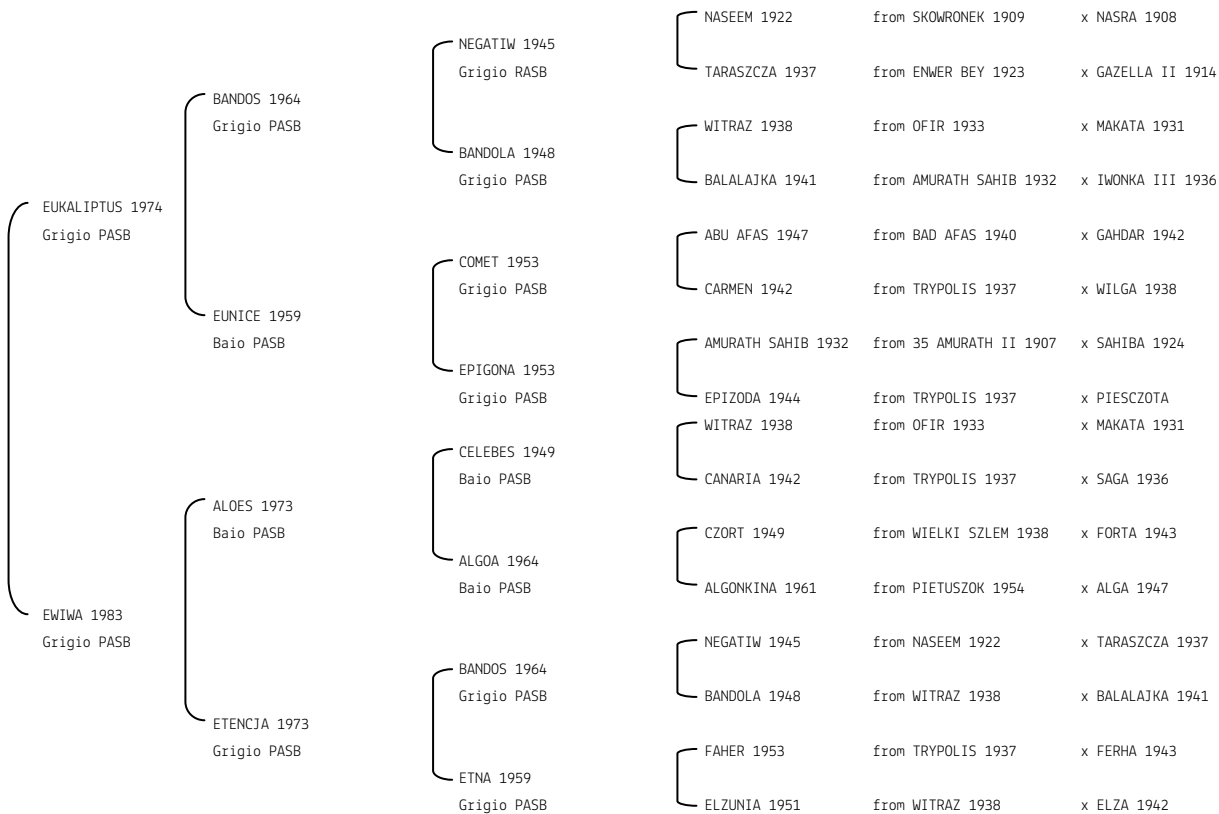 NASEEM 1922 from SKOWRONEK 1909 x NASRA 1908
NEGATIW 1945
Grigio RASB
TARASZCZA 1937 from ENWER BEY 1923 x GAZELLA II 1914
BANDOS 1964
Grigio PASB
WITRAZ 1938 from OFIR 1933 x MAKATA 1931
BANDOLA 1948
Grigio PASB
BALALAJKA 1941 from AMURATH SAHIB 1932 x IWONKA III 1936
EUKALIPTUS 1974
Grigio PASB
ABU AFAS 1947 from BAD AFAS 1940 x GAHDAR 1942
COMET 1953
Grigio PASB
CARMEN 1942 from TRYPOLIS 1937 x WILGA 1938
EUNICE 1959
Baio PASB
AMURATH SAHIB 1932 from 35 AMURATH II 1907 x SAHIBA 1924
EPIGONA 1953
Grigio PASB
EPIZODA 1944 from TRYPOLIS 1937 x PIESCZOTA
WITRAZ 1938 from OFIR 1933 x MAKATA 1931
CELEBES 1949
Baio PASB
CANARIA 1942 from TRYPOLIS 1937 x SAGA 1936
ALOES 1973
Baio PASB
CZORT 1949 from WIELKI SZLEM 1938 x FORTA 1943
ALGOA 1964
Baio PASB
ALGONKINA 1961 from PIETUSZOK 1954 x ALGA 1947
EWIWA 1983
Grigio PASB
NEGATIW 1945 from NASEEM 1922 x TARASZCZA 1937
BANDOS 1964
Grigio PASB
BANDOLA 1948 from WITRAZ 1938 x BALALAJKA 1941
ETENCJA 1973
Grigio PASB
FAHER 1953 from TRYPOLIS 1937 x FERHA 1943
ETNA 1959
Grigio PASB
ELZUNIA 1951 from WITRAZ 1938 x ELZA 1942